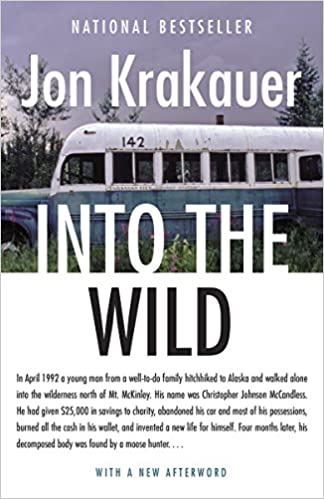 NATIONAL BESTSELLER
Jon Krakauer
142
INTO THE
WILD
In April 1992 a young man from a well-to-do family hitchhiked to Alaska and walked alone
into the wilderness north of Mt. McKinley. His name was Christopher Johnson McCandless.
He had given $25,000 in savings to charity, abandoned his car and most of his possessions,
burned all the cash in his wallet, and invented a new life for himself. Four months later, his
decomposed body was found by a moose hunter. . . .
WITH A NEW AFTERWORD